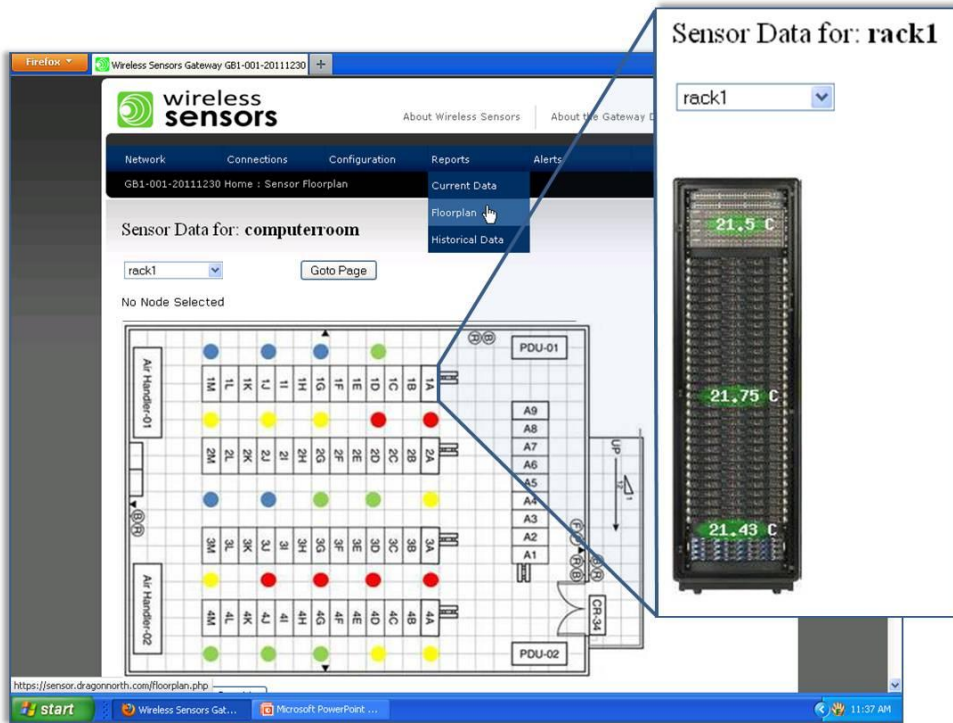 Sensor Data for: rack1
rack1
21.5 C
21.75 C
21.43 C
Firefox
Wireless Sensors Gateway GB1-001-20111230
+
wireless
sensors
About Wireless Sensors
About the Gateway
Network
Connections
Configuration
Reports
Alerts
GB1-001-20111230 Home : Sensor Floorplan
Current Data
Floorplan
Historical Data
Sensor Data for: computerroom
rack1
Goto Page
No Node Selected
Air Handler-01
Air Handler-02
PDU-01
PDU-02
B
R
1M 1L 1K 1J 1I 1H 1G 1F 1E 1D 1C 1B 1A
2M 2L 2K 2J 2I 2H 2G 2F 2E 2D 2C 2B 2A
3M 3L 3K 3J 3I 3H 3G 3F 3E 3D 3C 3B 3A
4M 4L 4K 4J 4I 4H 4G 4F 4E 4D 4C 4B 4A
A9
A8
A7
A6
A5
A4
A3
A2
A1
UP
12
1
CR-34
https://sensor.dragonnorth.com/floorplan.php
start
Wireless Sensors Gat...
Microsoft PowerPoint ...
11:37 AM